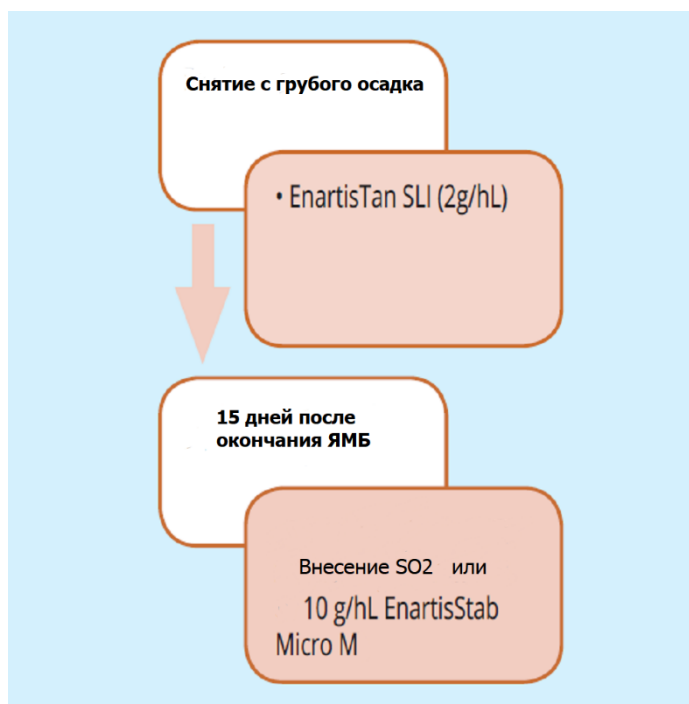 Снятие с грубого осадка
• EnartisTan SLI (2g/hL)
15 дней после
окончания ЯМБ
Внесение SO2 или
10 g/hL EnartisStab
Micro M